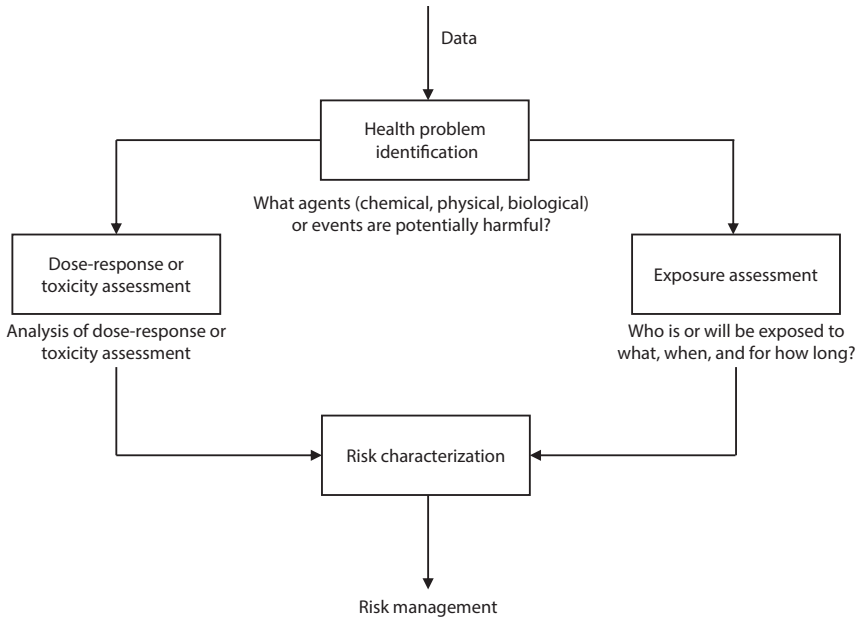 Data
Health problem
identification
What agents (chemical, physical, biological)
or events are potentially harmful?
Dose-response or
toxicity assessment
Analysis of dose-response or
toxicity assessment
Exposure assessment
Who is or will be exposed to
what, when, and for how long?
Risk characterization
Risk management